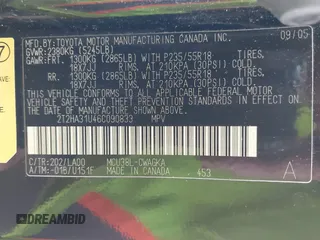 MFD. BY: TOYOTA MOTOR MANUFACTURING CANADA INC. 09/05
GVWR: 2380KG (5245LB)
GAWR: FRT. 1300KG (2865LB) WITH P235/55R18 TIRES,
18X7JJ RIMS, AT 210KPA (30PSI) COLD
RR. 1300KG (2865LB) WITH P235/55R18 TIRES,
18X7JJ RIMS, AT 210KPA (30PSI) COLD
THIS VEHICLE CONFORMS TO ALL APPLICABLE
FEDERAL MOTOR VEHICLE SAFETY AND
STANDARDS IN EFFECT ON THE DATE OF
MANUFACTURE SHOWN ABOVE.
2T2HA31U46C090833 MPV
C/TR: 202/LA00 MCU38L-CWAGKA
A/TM: -01B/U151F MADE IN CANADA 453 A
DREAMBID